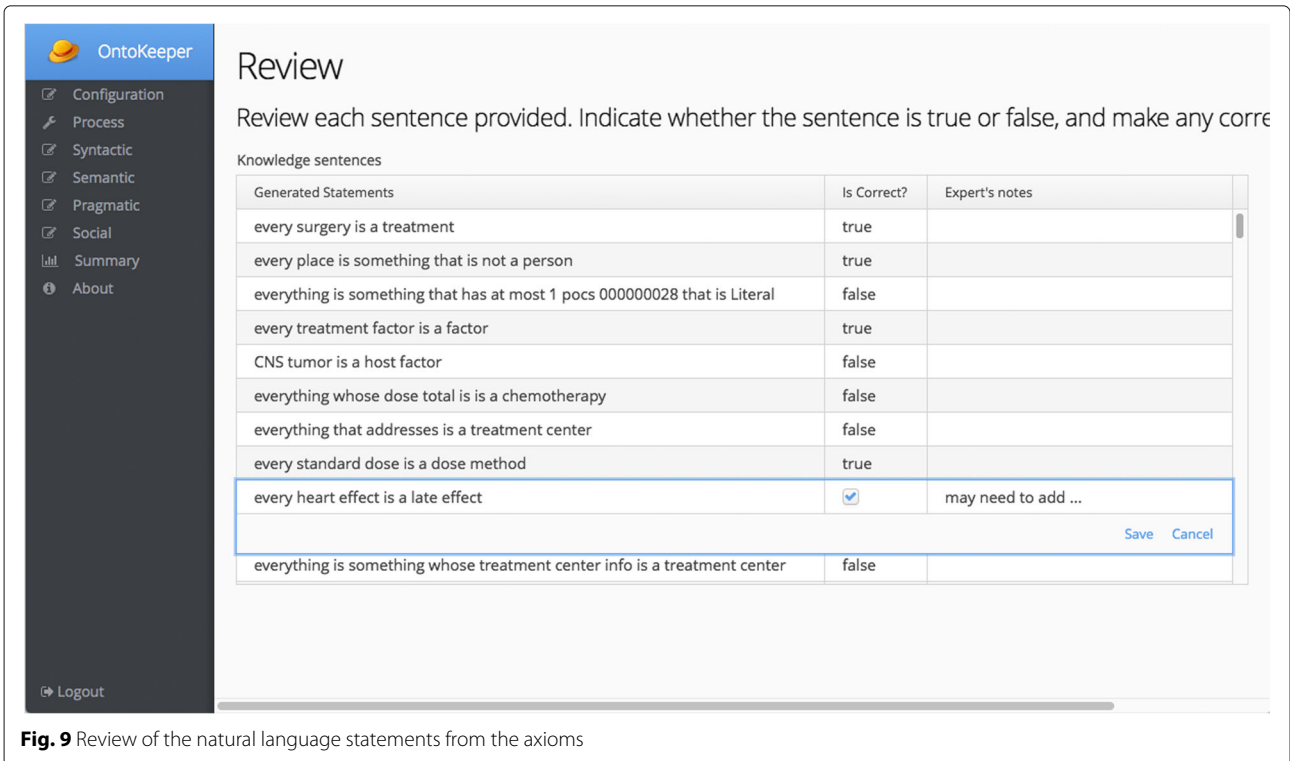 OntoKeeper
Configuration
Process
Syntactic
Semantic
Pragmatic
Social
Summary
About
Logout
Review
Review each sentence provided. Indicate whether the sentence is true or false, and make any corre
Knowledge sentences
Generated Statements Is Correct? Expert's notes
every surgery is a treatment true
every place is something that is not a person true
everything is something that has at most 1 pocs 000000028 that is Literal false
every treatment factor is a factor true
CNS tumor is a host factor false
everything whose dose total is is a chemotherapy false
everything that addresses is a treatment center false
every standard dose is a dose method true
every heart effect is a late effect may need to add ...
Save Cancel
everything is something whose treatment center info is a treatment center false
Fig. 9 Review of the natural language statements from the axioms